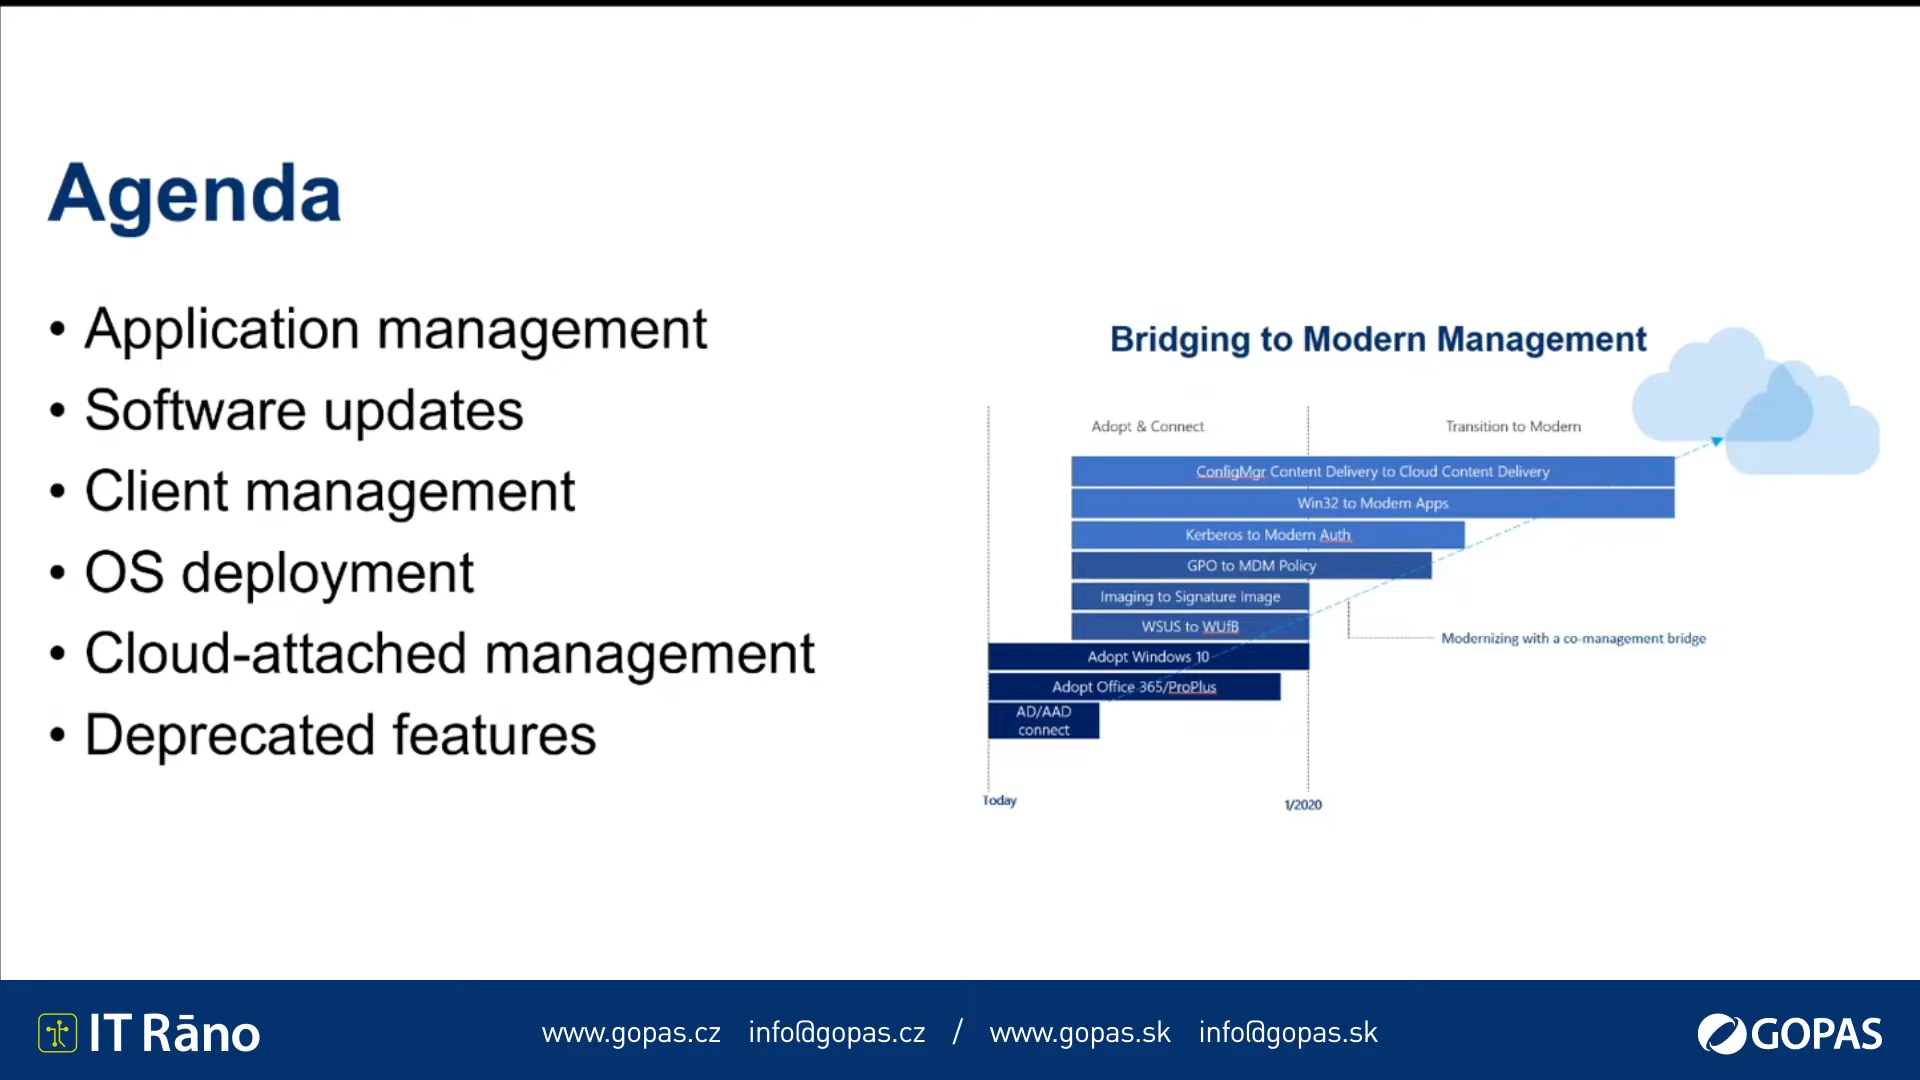 Agenda
• Application management
• Software updates
• Client management
• OS deployment
• Cloud-attached management
• Deprecated features
Bridging to Modern Management
Adopt & Connect
Transition to Modern
ConfigMgr Content Delivery to Cloud Content Delivery
Win32 to Modern Apps
Kerberos to Modern Auth
GPO to MDM Policy
Imaging to Signature Image
WSUS to WUfB
Modernizing with a co-management bridge
Adopt Windows 10
Adopt Office 365/ProPlus
AD/AAD
connect
Today
1/2020
IT Rāno
www.gopas.cz info@gopas.cz / www.gopas.sk info@gopas.sk
GOPAS